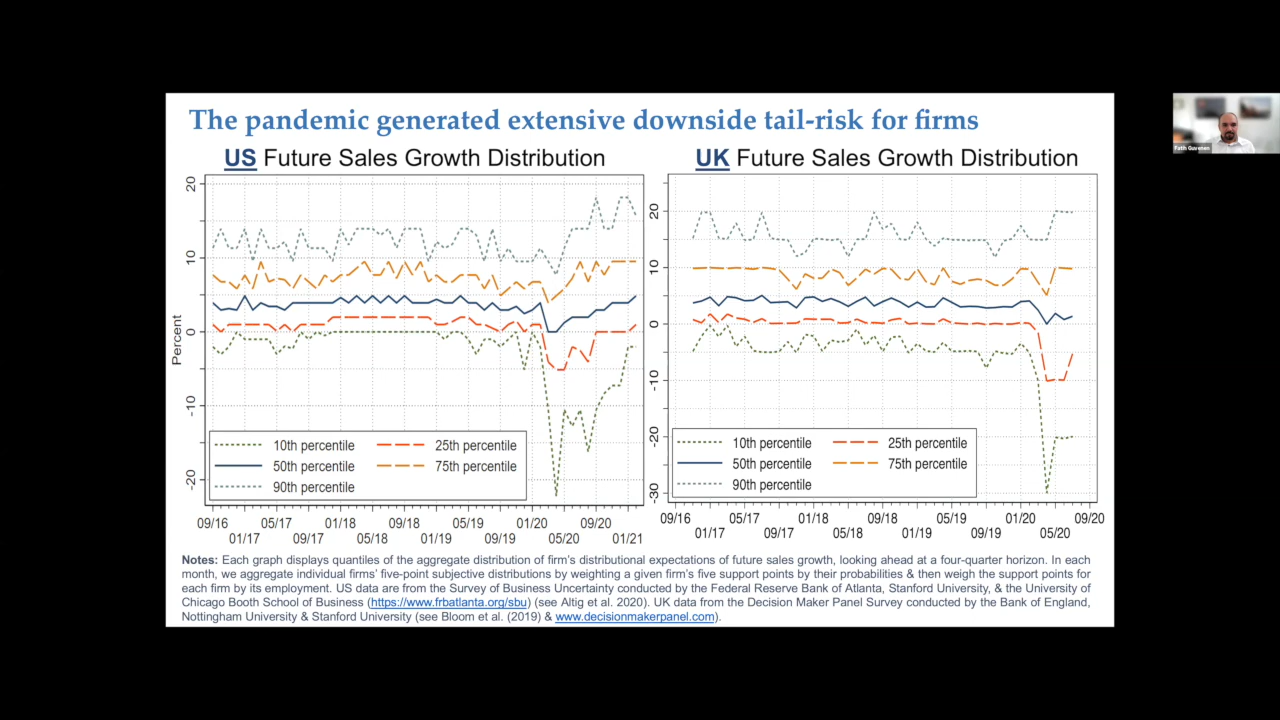 The pandemic generated extensive downside tail-risk for firms
US Future Sales Growth Distribution
UK Future Sales Growth Distribution
Percent
20
10
0
-10
-20
10th percentile
25th percentile
50th percentile
75th percentile
90th percentile
09/16 05/17 01/18 09/18 05/19 01/20 09/20
01/17 09/17 05/18 01/19 09/19 05/20 01/21
20
10
0
-10
-20
-30
10th percentile
25th percentile
50th percentile
75th percentile
90th percentile
09/16 05/17 01/18 09/18 05/19 01/20 09/20
01/17 09/17 05/18 01/19 09/19 05/20
Notes: Each graph displays quantiles of the aggregate distribution of firm's distributional expectations of future sales growth, looking ahead at a four-quarter horizon. In each
month, we aggregate individual firms' five-point subjective distributions by weighting a given firm's five support points by their probabilities & then weigh the support points for
each firm by its employment. US data are from the Survey of Business Uncertainty conducted by the Federal Reserve Bank of Atlanta, Stanford University, & the University of
Chicago Booth School of Business (https://www.frbatlanta.org/sbu) (see Altig et al. 2020). UK data from the Decision Maker Panel Survey conducted by the Bank of England,
Nottingham University & Stanford University (see Bloom et al. (2019) & www.decisionmakerpanel.com).
Fatih Guvenen